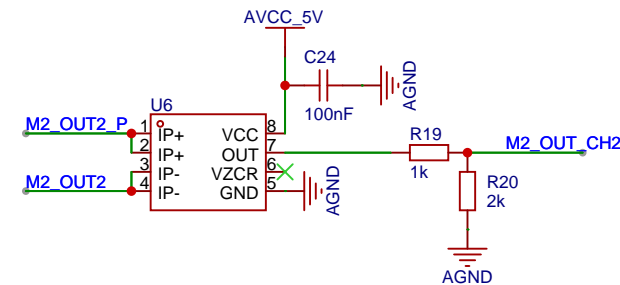 AVCC_5V
C24
100nF
AGND
U6
M2_OUT2_P
M2_OUT2
1
2
3
4
IP+
IP+
IP-
IP-
VCC
OUT
VZCR
GND
8
7
6
5
AGND
R19
1k
M2_OUT_CH2
R20
2k
AGND